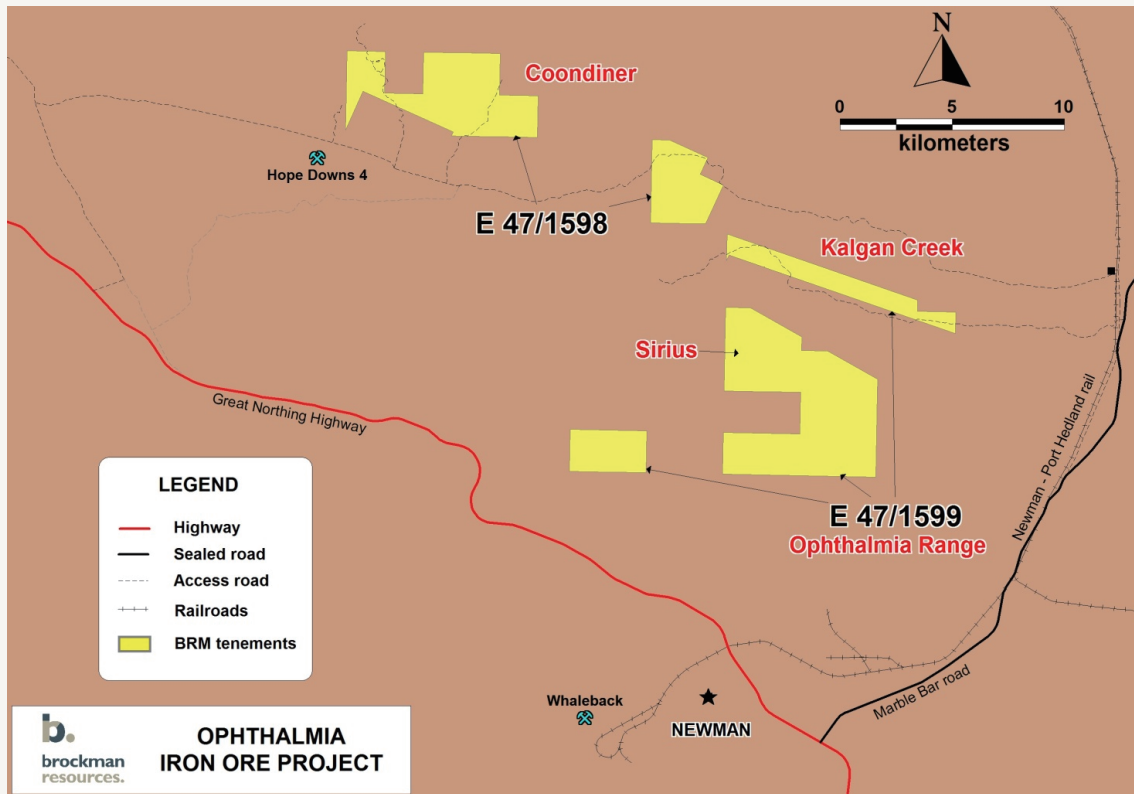 N
Coondiner
0 5 10
kilometers
Hope Downs 4
E 47/1598
Kalgan Creek
Sirius
Great Northing Highway
Newman - Port Hedland rail
E 47/1599
Ophthalmia Range
LEGEND
Highway
Sealed road
Access road
Railroads
BRM tenements
Whaleback
NEWMAN
Marble Bar road
b.
brockman
resources.
OPHTHALMIA
IRON ORE PROJECT